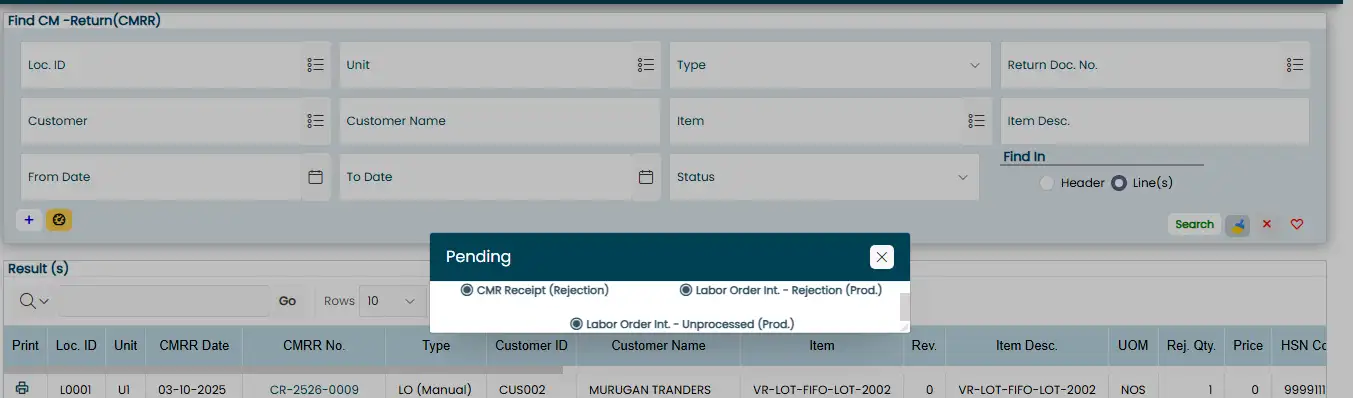 Find CM -Return(CMRR)
Loc. ID Unit Type Return Doc. No.
Customer Customer Name Item Item Desc.
Find In
From Date To Date Status
Header Line(s)
+ Search
Pending
CMR Receipt (Rejection) Labor Order Int. - Rejection (Prod.)
Labor Order Int. - Unprocessed (Prod.)
Result (s)
Go Rows 10
Print Loc. ID Unit CMRR Date CMRR No. Type Customer ID Customer Name Item Rev. Item Desc. UOM Rej. Qty. Price HSN Co
L0001 U1 03-10-2025 CR-2526-0009 LO (Manual) CUS002 MURUGAN TRANDERS VR-LOT-FIFO-LOT-2002 0 VR-LOT-FIFO-LOT-2002 NOS 1 0 9999111